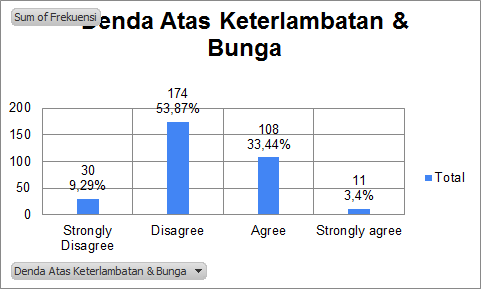 Sum of Frekuensi
Denda Atas Keterlambatan &
Bunga
174
53,87%
108
33,44%
30
9,29%
11
3,4%
200
150
100
50
0
Strongly
Disagree
Disagree
Agree
Strongly agree
Total
Denda Atas Keterlambatan & Bunga